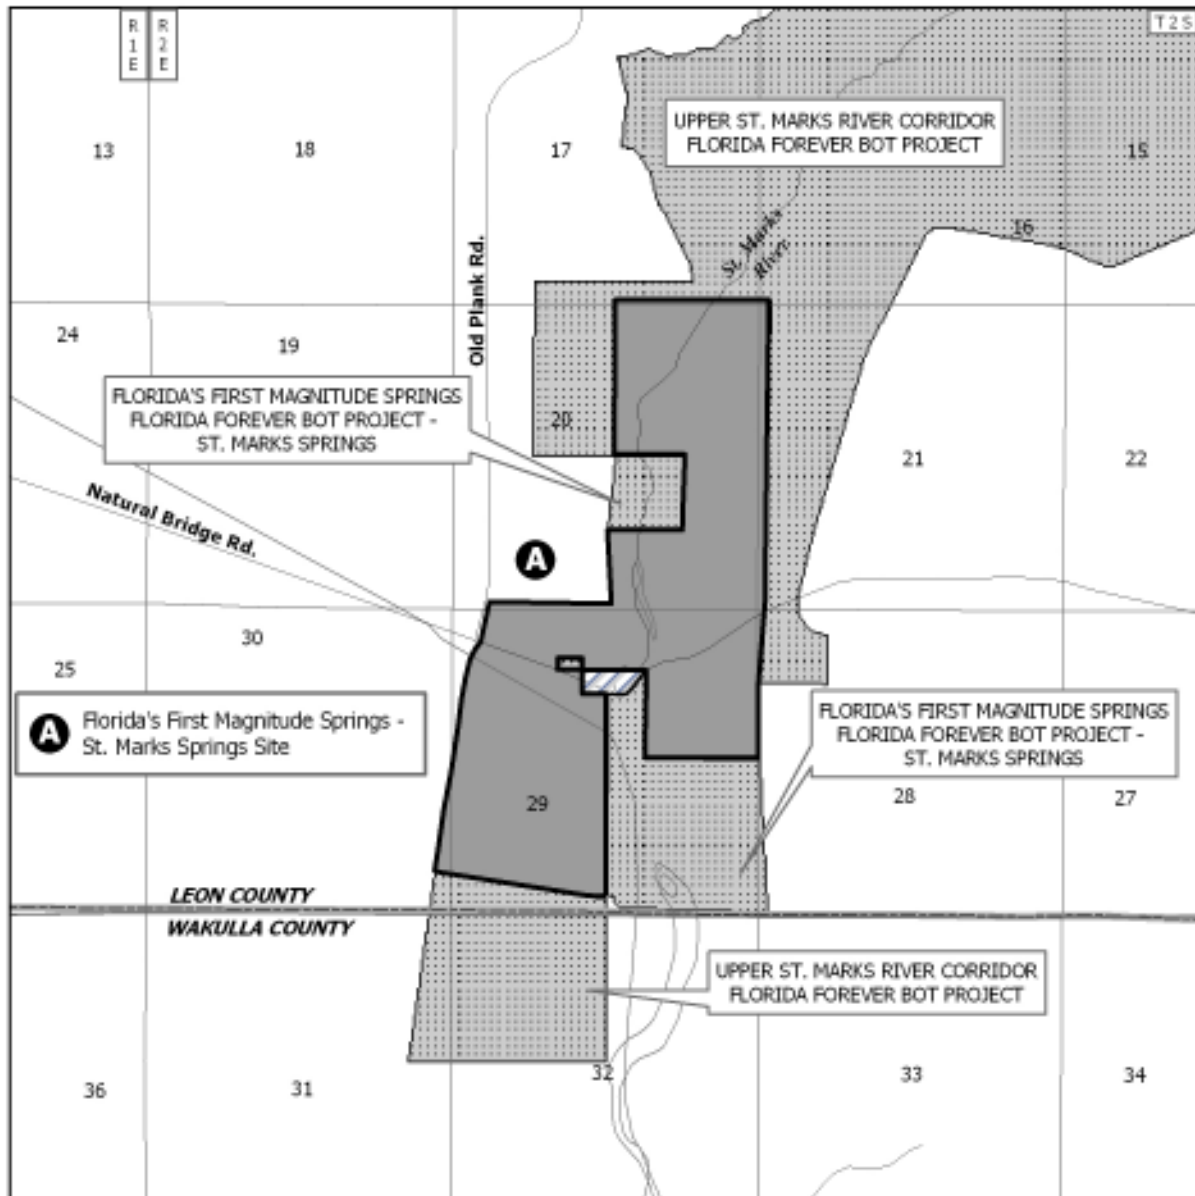 R
1
E
R
2
E
T 2 S
UPPER ST. MARKS RIVER CORRIDOR
FLORIDA FOREVER BOT PROJECT
13
18
17
15
16
St. Marks
River
Old Plank Rd.
24
19
FLORIDA'S FIRST MAGNITUDE SPRINGS
FLORIDA FOREVER BOT PROJECT -
ST. MARKS SPRINGS
20
21
22
Natural Bridge Rd.
A
30
25
A
Florida's First Magnitude Springs -
St. Marks Springs Site
FLORIDA'S FIRST MAGNITUDE SPRINGS
FLORIDA FOREVER BOT PROJECT -
ST. MARKS SPRINGS
29
28
27
LEON COUNTY
WAKULLA COUNTY
UPPER ST. MARKS RIVER CORRIDOR
FLORIDA FOREVER BOT PROJECT
36
31
32
33
34